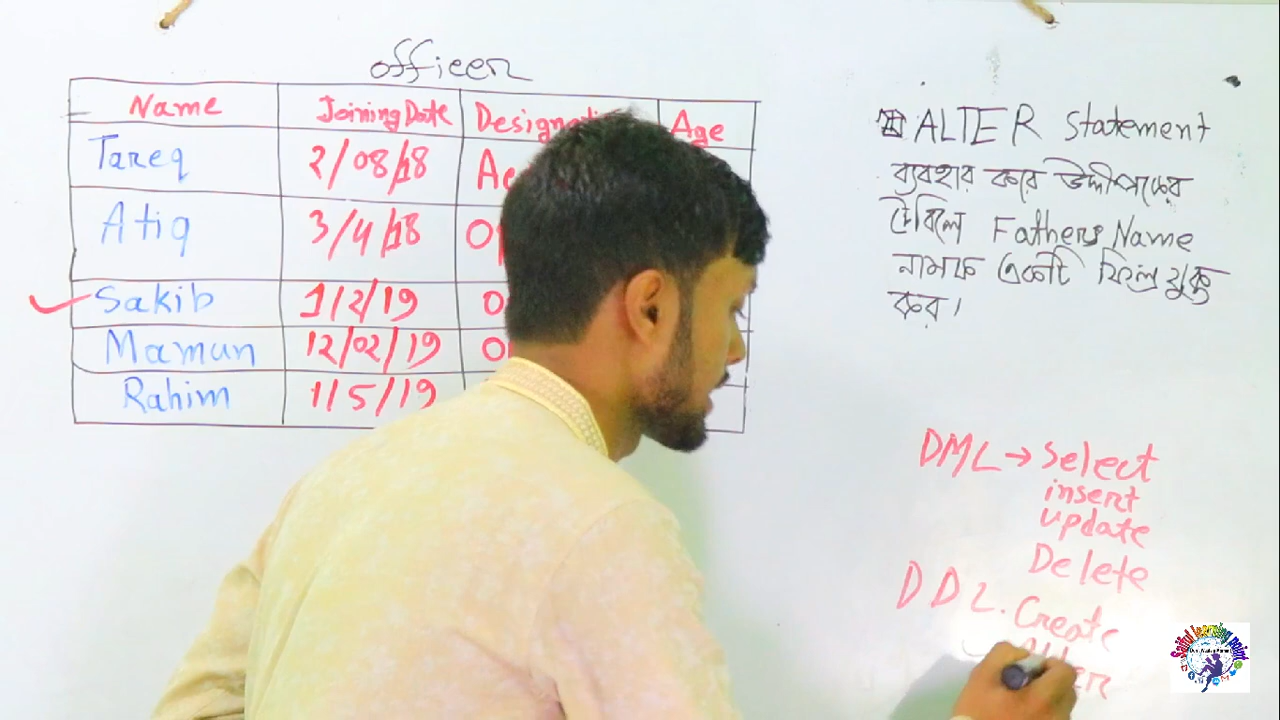 officer
Name Joining Date Age
Tareq 2/08/18
Atiq 3/4/18
Sakib 1/2/19
Mamun 12/02/19
Rahim 1/5/19
ALTER Statement
ব্যবহার করে উদ্দীপকের
টেবিলে Fathers Name
নামক একটি ফিল্ড যুক্ত
কর।
DML → Select
insert
update
Delete
DDL. Create